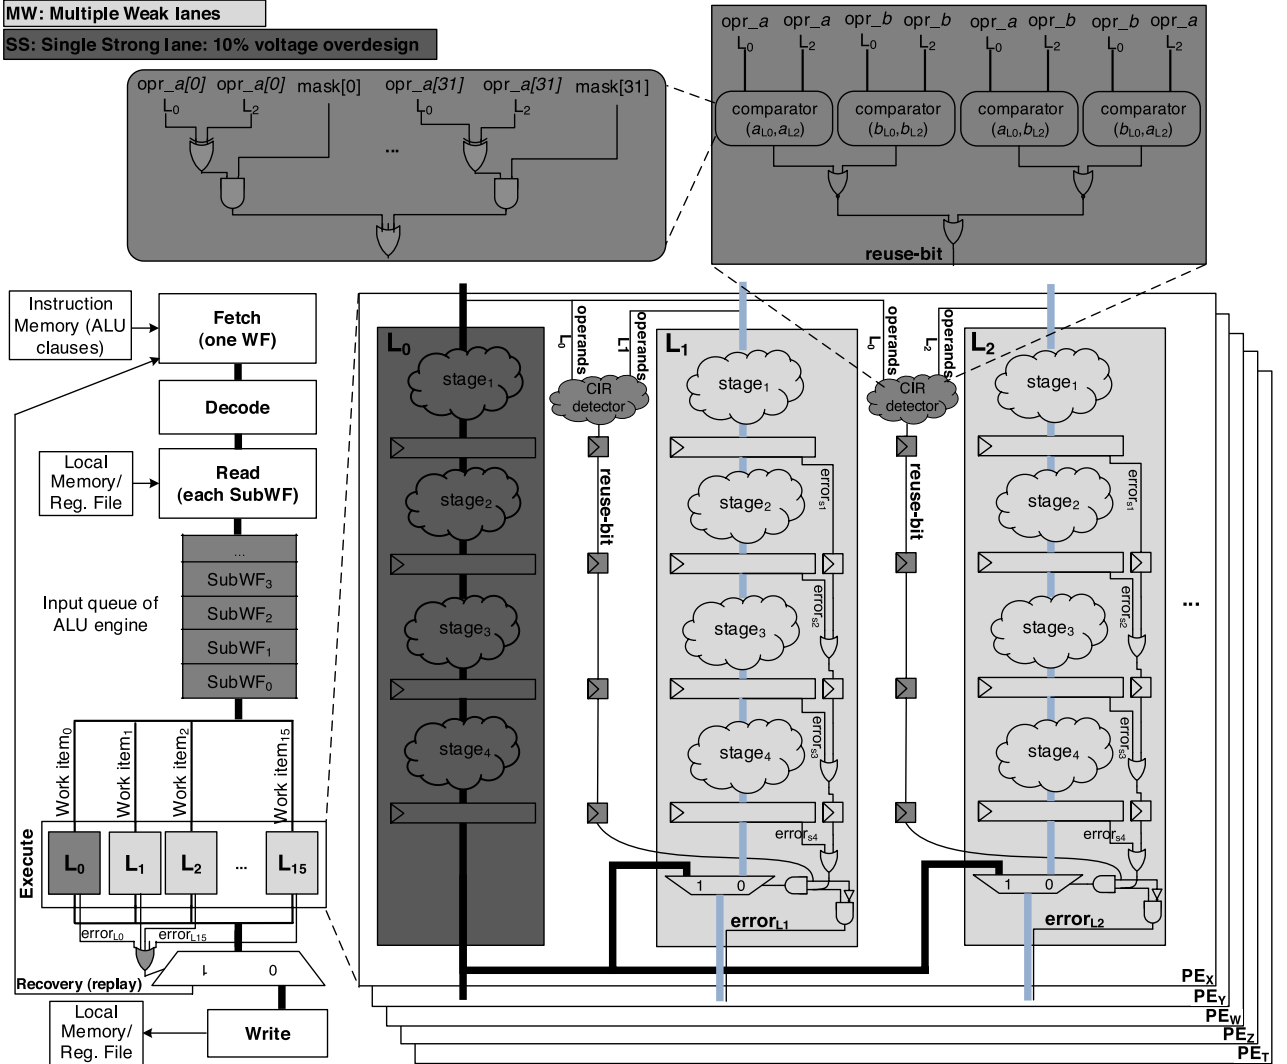 MW: Multiple Weak lanes
SS: Single Strong lane: 10% voltage overdesign
opr_a[0] opr_a[0] mask[0] opr_a[31] opr_a[31] mask[31]
L0 L2 L0 L2
...
opr_a opr_a opr_b opr_b opr_a opr_b opr_b opr_a
L0 L2 L0 L2 L0 L2 L0 L2
comparator comparator comparator comparator
(aL0,aL2) (bL0,bL2) (aL0,bL2) (bL0,aL2)
reuse-bit
Instruction
Memory (ALU
clauses)
Fetch
(one WF)
Decode
Local
Memory/
Reg. File
Read
(each SubWF)
Input queue of
ALU engine
...
SubWF3
SubWF2
SubWF1
SubWF0
Work item0
Work item1
Work item2
Work item15
Execute
L0 L1 L2 ... L15
errorL0 errorL15
1 0
Recovery (replay)
Local
Memory/
Reg. File
Write
L0
stage1
stage2
stage3
stage4
operands
L0
operands
L1
CIR
detector
reuse-bit
L1
stage1
errors1
stage2
errors2
stage3
errors3
stage4
errors4
1 0
errorL1
operands
L0
operands
L2
CIR
detector
reuse-bit
L2
stage1
errors1
stage2
errors2
stage3
errors3
stage4
errors4
1 0
errorL2
...
PEX
PEY
PEW
PEZ
PET